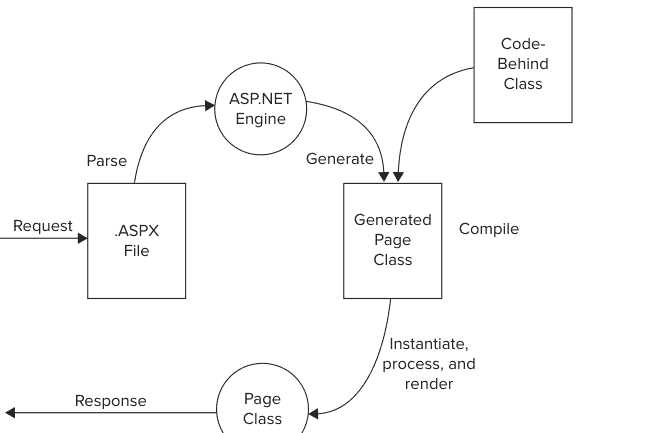 Code-
Behind
Class
ASP.NET
Engine
Parse
Generate
Request
.ASPX
File
Generated
Page
Class
Compile
Instantiate,
process, and
render
Response
Page
Class